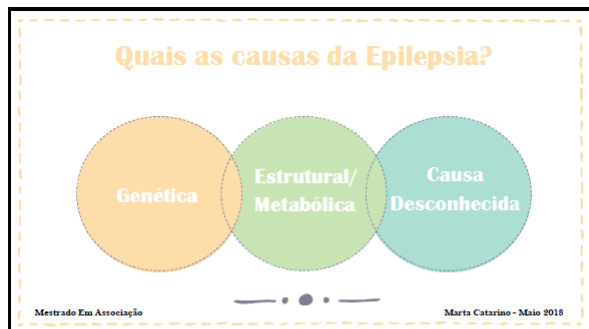 Quais as causas da Epilepsia?
Genética
Estrutural/
Metabólica
Causa
Desconhecida
Mestrado Em Associação
Marta Catarino - Maio 2018